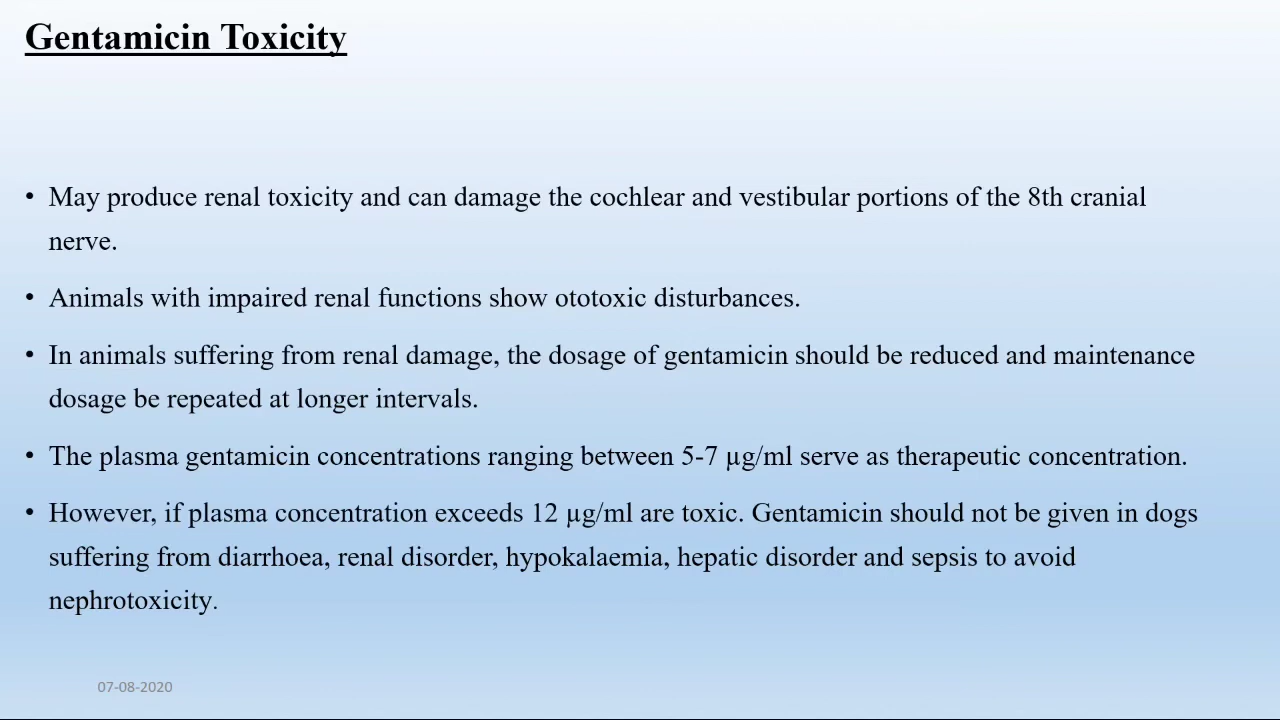 Gentamicin Toxicity
• May produce renal toxicity and can damage the cochlear and vestibular portions of the 8th cranial
nerve.
• Animals with impaired renal functions show ototoxic disturbances.
• In animals suffering from renal damage, the dosage of gentamicin should be reduced and maintenance
dosage be repeated at longer intervals.
• The plasma gentamicin concentrations ranging between 5-7 µg/ml serve as therapeutic concentration.
• However, if plasma concentration exceeds 12 µg/ml are toxic. Gentamicin should not be given in dogs
suffering from diarrhoea, renal disorder, hypokalaemia, hepatic disorder and sepsis to avoid
nephrotoxicity.
07-08-2020